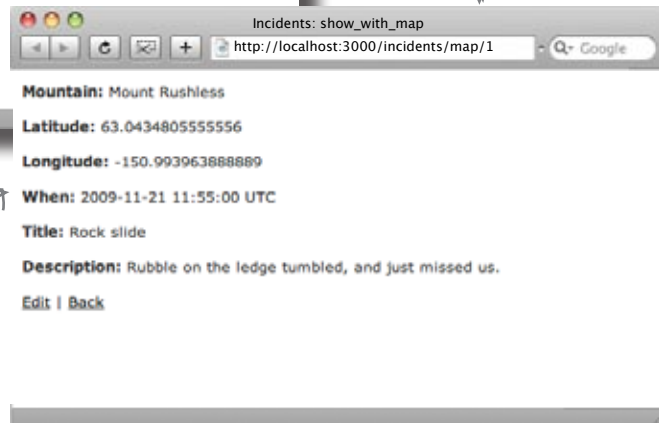 Incidents: show_with_map
http://localhost:3000/incidents/map/1
Google
Mountain: Mount Rushless
Latitude: 63.0434805555556
Longitude: -150.993963888889
When: 2009-11-21 11:55:00 UTC
Title: Rock slide
Description: Rubble on the ledge tumbled, and just missed us.
Edit | Back